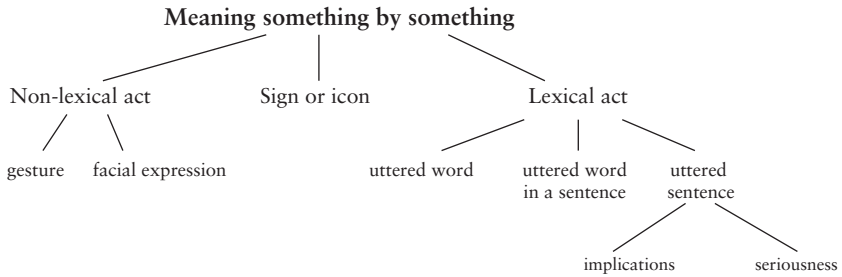 Meaning something by something
Non-lexical act
Sign or icon
Lexical act
gesture
facial expression
uttered word
uttered word
in a sentence
uttered
sentence
implications
seriousness